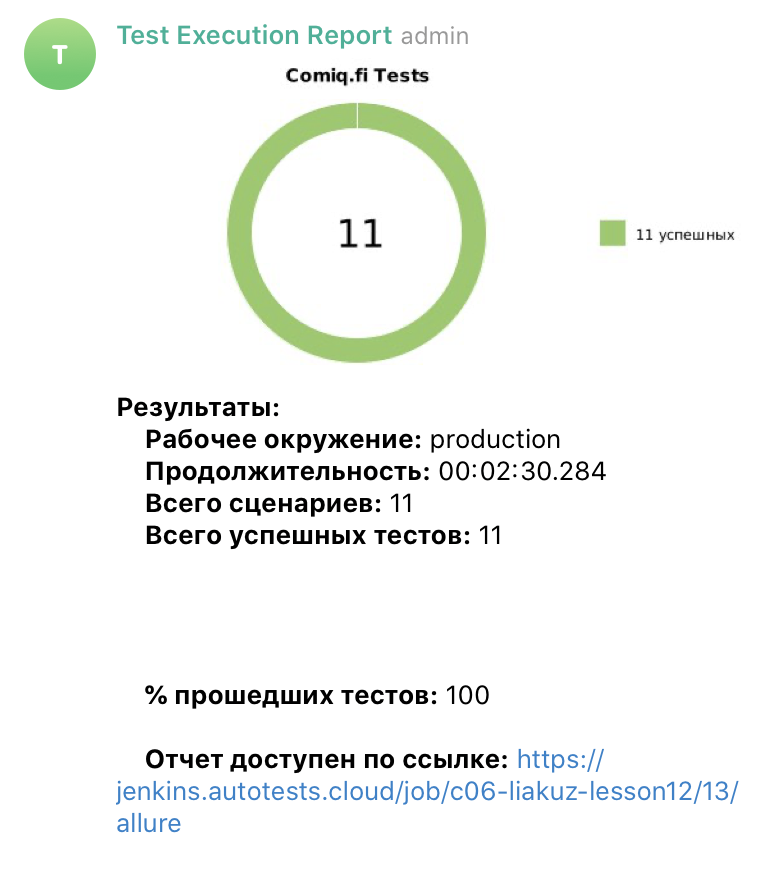 T
Test Execution Report admin
Comiq.fi Tests
11
11 успешных
Результаты:
Рабочее окружение: production
Продолжительность: 00:02:30.284
Всего сценариев: 11
Всего успешных тестов: 11
% прошедших тестов: 100
Отчет доступен по ссылке: https://
jenkins.autotests.cloud/job/c06-liakuz-lesson12/13/
allure